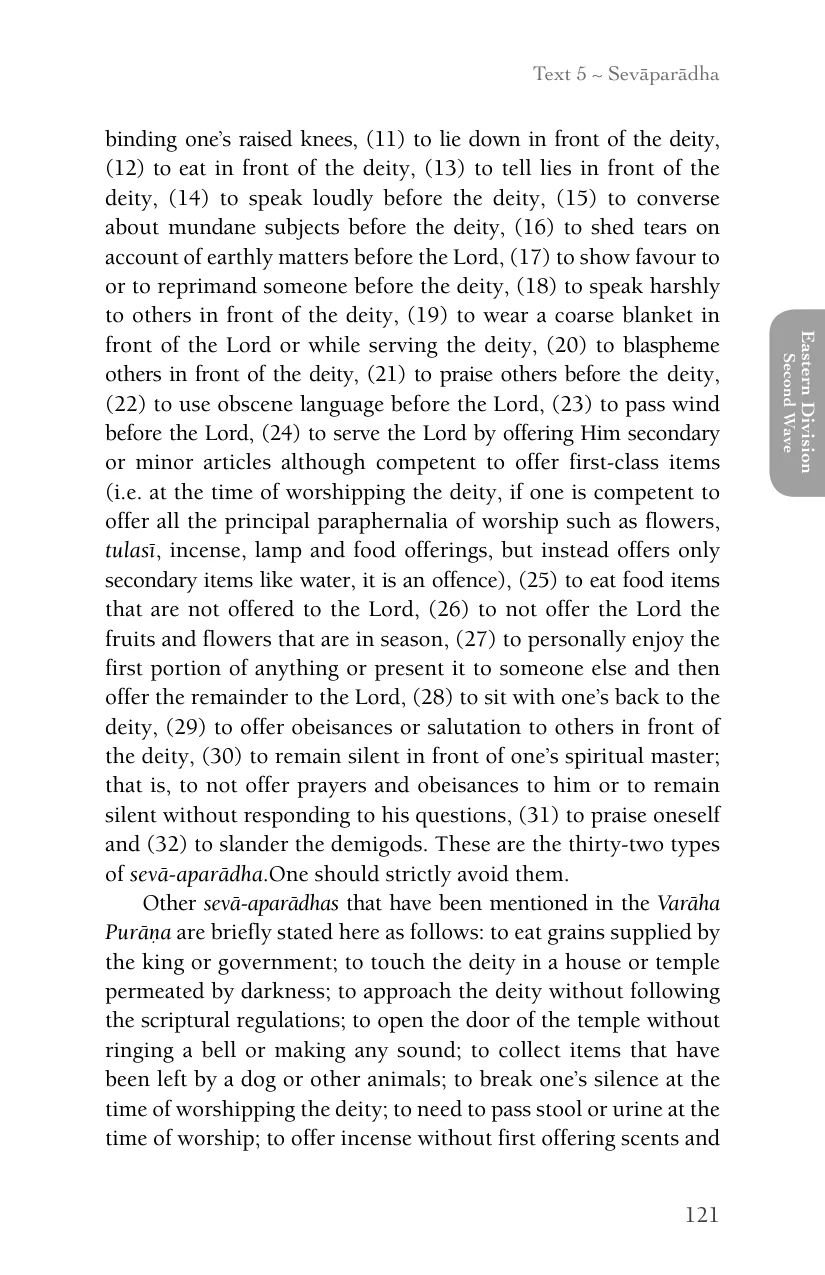 Text 5 ~ Sevāparādha
binding one’s raised knees, (11) to lie down in front of the deity,
(12) to eat in front of the deity, (13) to tell lies in front of the
deity, (14) to speak loudly before the deity, (15) to converse
about mundane subjects before the deity, (16) to shed tears on
account of earthly matters before the Lord, (17) to show favour to
or to reprimand someone before the deity, (18) to speak harshly
to others in front of the deity, (19) to wear a coarse blanket in
front of the Lord or while serving the deity, (20) to blaspheme
others in front of the deity, (21) to praise others before the deity,
(22) to use obscene language before the Lord, (23) to pass wind
before the Lord, (24) to serve the Lord by offering Him secondary
or minor articles although competent to offer first-class items
(i.e. at the time of worshipping the deity, if one is competent to
offer all the principal paraphernalia of worship such as flowers,
tulasī, incense, lamp and food offerings, but instead offers only
secondary items like water, it is an offence), (25) to eat food items
that are not offered to the Lord, (26) to not offer the Lord the
fruits and flowers that are in season, (27) to personally enjoy the
first portion of anything or present it to someone else and then
offer the remainder to the Lord, (28) to sit with one’s back to the
deity, (29) to offer obeisances or salutation to others in front of
the deity, (30) to remain silent in front of one’s spiritual master;
that is, to not offer prayers and obeisances to him or to remain
silent without responding to his questions, (31) to praise oneself
and (32) to slander the demigods. These are the thirty-two types
of sevā-aparādha.One should strictly avoid them.
Other sevā-aparādhas that have been mentioned in the Varāha
Purāṇa are briefly stated here as follows: to eat grains supplied by
the king or government; to touch the deity in a house or temple
permeated by darkness; to approach the deity without following
the scriptural regulations; to open the door of the temple without
ringing a bell or making any sound; to collect items that have
been left by a dog or other animals; to break one’s silence at the
time of worshipping the deity; to need to pass stool or urine at the
time of worship; to offer incense without first offering scents and
Eastern Division
Second Wave
121